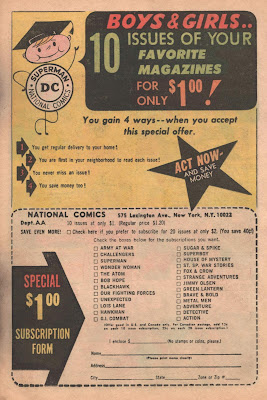 BOYS & GIRLS..
10 ISSUES OF YOUR
FAVORITE
MAGAZINES
FOR
ONLY $1.00!
SUPERMAN
DC
NATIONAL COMICS
You gain 4 ways--when you accept
this special offer.
1 You get regular delivery to your home!
2 You are first in your neighborhood to read each issue!
3 You never miss an issue!
4 You save money too!
ACT NOW-
AND SAVE
MONEY
NATIONAL COMICS 575 Lexington Ave., New York, N.Y. 10022
Dept. A.A 10 issues at only $1. (Regular price $1.20)
SAVE EVEN MORE! Check here if you prefer to subscribe for 20 issues at only $2. (You save 40¢!)
Check the boxes below for the subscriptions you want.
SPECIAL
$1.00
SUBSCRIPTION
FORM
ARMY AT WAR
CHALLENGERS
SUPERMAN
WONDER WOMAN
THE ATOM
BOB HOPE
BLACKHAWK
OUR FIGHTING FORCES
UNEXPECTED
LOIS LANE
HAWKMAN
G.I. COMBAT
SUGAR & SPIKE
SUPERBOY
HOUSE OF MYSTERY
ST. SP. WAR STORIES
FOX & CROW
STRANGE ADVENTURES
JIMMY OLSEN
GREEN LANTERN
BRAVE & BOLD
METAL MEN
ADVENTURE
DETECTIVE
ACTION
I enclose $ (No stamps or coins, please)
Name
(Please print name clearly)
Address
City State Zone or Zip #